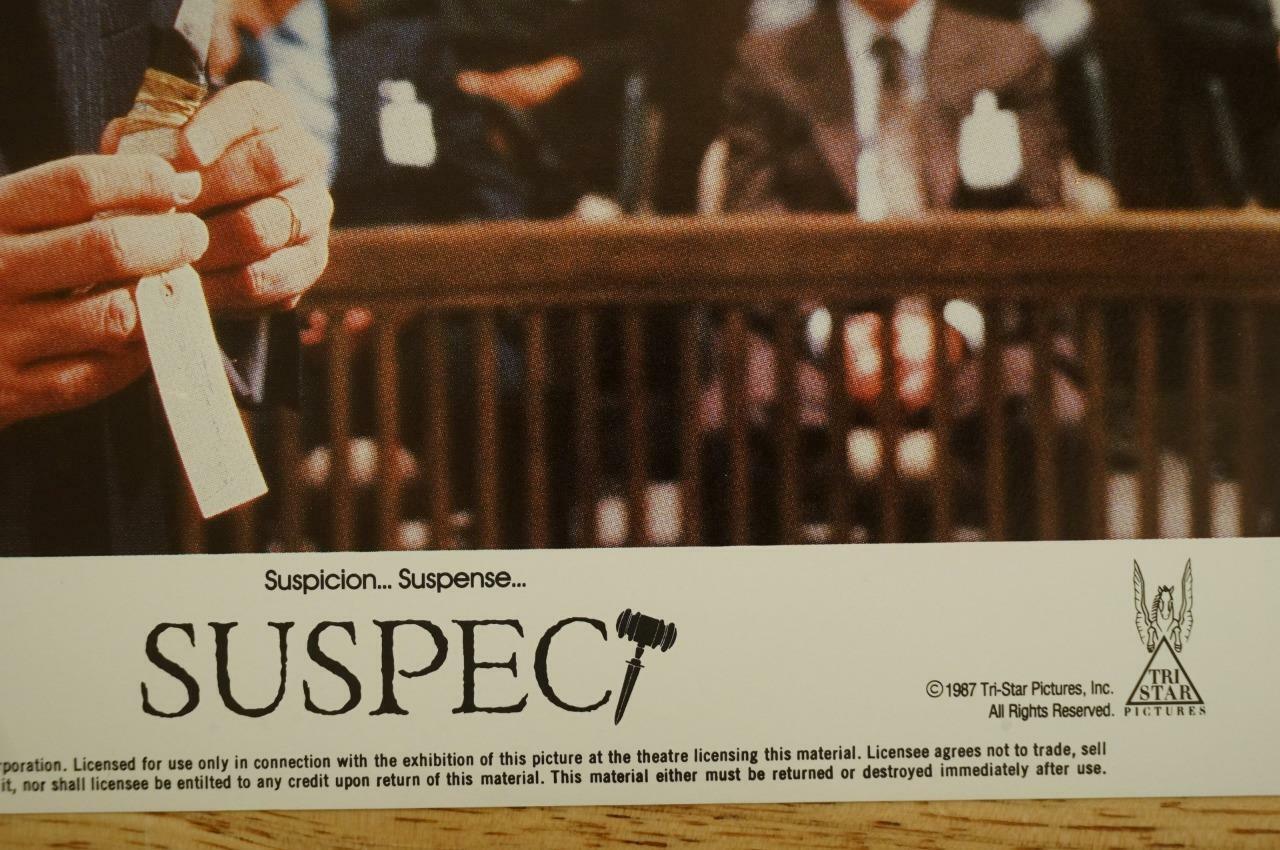 Suspicion... Suspense...
SUSPECT
©1987 Tri-Star Pictures, Inc.
All Rights Reserved.
TRI
STAR
PICTURES
poration. Licensed for use only in connection with the exhibition of this picture at the theatre licensing this material. Licensee agrees not to trade, sell
it, nor shall licensee be entilted to any credit upon return of this material. This material either must be returned or destroyed immediately after use.